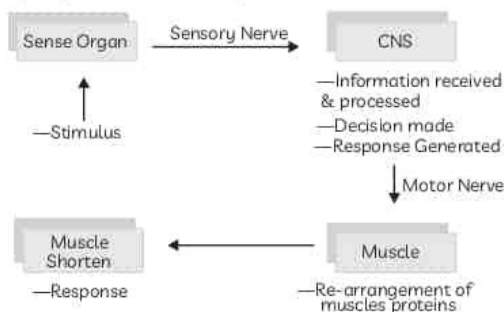 Sense Organ
Sensory Nerve
CNS
—Information received
& processed
—Decision made
—Response Generated
—Stimulus
Motor Nerve
Muscle
Shorten
—Response
Muscle
—Re-arrangement of
muscles proteins